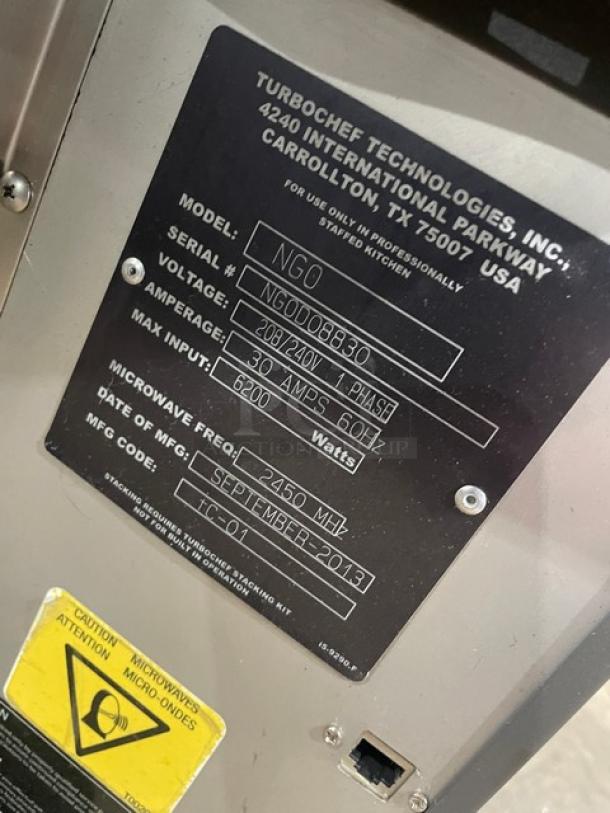 TURBOCHEF TECHNOLOGIES, INC.,
4240 INTERNATIONAL PARKWAY
CARROLLTON, TX 75007 USA
FOR USE ONLY IN PROFESSIONALLY
STAFFED KITCHEN
MODEL: NGO
SERIAL # NGOD08830
VOLTAGE: 208/240V 1 PHASE
AMPERAGE: 30 AMPS 60Hz
MAX INPUT: 6200 Watts
MICROWAVE FREQ: 2450 MHz
DATE OF MFG: SEPTEMBER-2013
MFG CODE: tC-01
STACKING REQUIRES TURBOCHEF STACKING KIT
NOT FOR BUILT IN OPERATION
IS-9290.F
CAUTION MICROWAVES
ATTENTION MICRO-ONDES